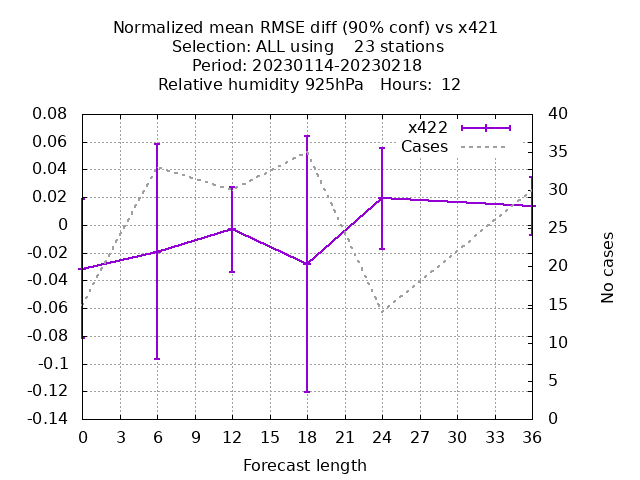 Normalized mean RMSE diff (90% conf) vs x421
Selection: ALL using    23 stations
Period: 20230114-20230218
Relative humidity 925hPa   Hours:  12
x422
Cases
0.08
0.06
0.04
0.02
0
-0.02
-0.04
-0.06
-0.08
-0.1
-0.12
-0.14
40
35
30
25
20
15
10
5
0
No cases
0 3 6 9 12 15 18 21 24 27 30 33 36
Forecast length